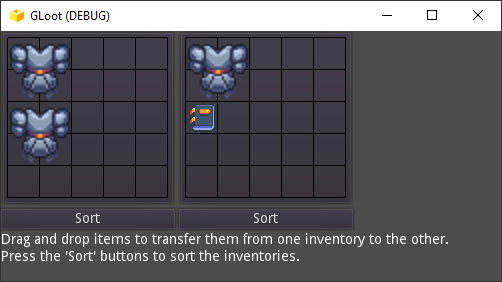 GLoot (DEBUG)
Sort Sort
Drag and drop items to transfer them from one inventory to the other.
Press the 'Sort' buttons to sort the inventories.